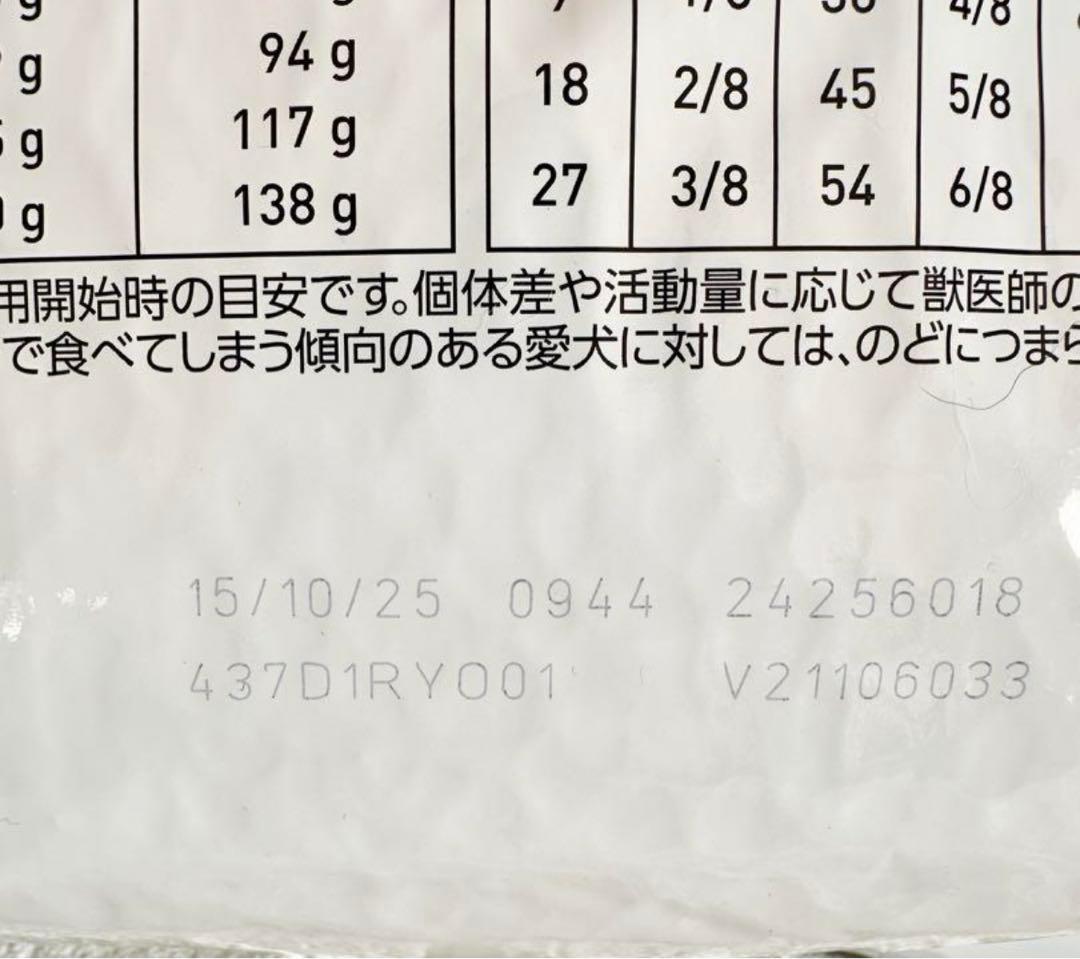 g
94 g
18 2/8 45 5/8
g
117 g
27 3/8 54 6/8
g
138 g
g
用開始時の目安です。個体差や活動量に応じて獣医師の
で食べてしまう傾向のある愛犬に対しては、のどにつまら
15/10/25 0944 24256018
437D1RYO01 V21106033